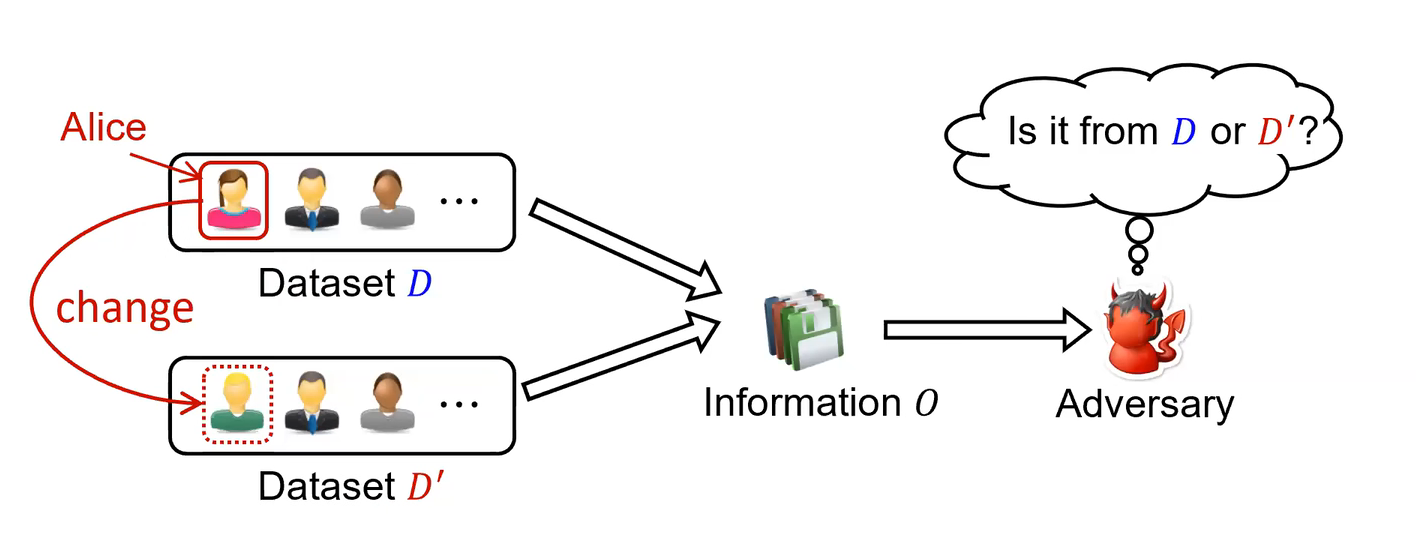 Is it from D or D′?
Alice
...
Dataset D
change
Information O
Adversary
...
Dataset D′